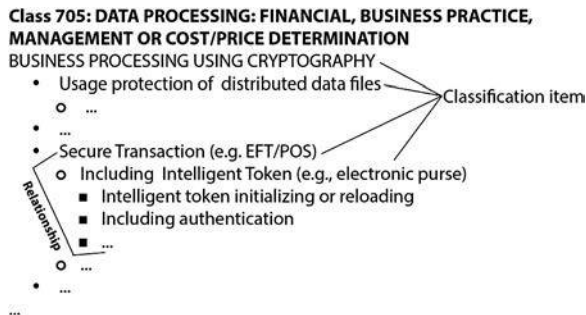 Class 705: DATA PROCESSING: FINANCIAL, BUSINESS PRACTICE,
MANAGEMENT OR COST/PRICE DETERMINATION
BUSINESS PROCESSING USING CRYPTOGRAPHY
• Usage protection of distributed data files
Classification item
o ...
• ...
• Secure Transaction (e.g. EFT/POS)
o Including Intelligent Token (e.g., electronic purse)
■ Intelligent token initializing or reloading
■ Including authentication
■ ...
Relationship
o ...
• ...
...